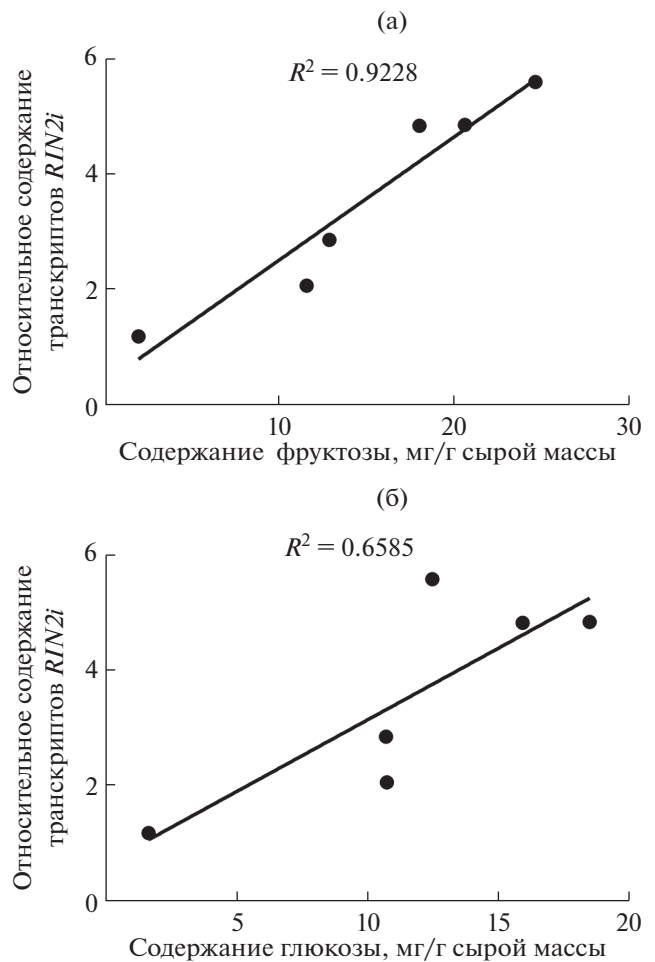 (а)
Относительное содержание
транскриптов RIN2i
6
4
2
0
R² = 0.9228
10
20
30
Содержание фруктозы, мг/г сырой массы
(б)
Относительное содержание
транскриптов RIN2i
6
4
2
0
R² = 0.6585
5
10
15
20
Содержание глюкозы, мг/г сырой массы